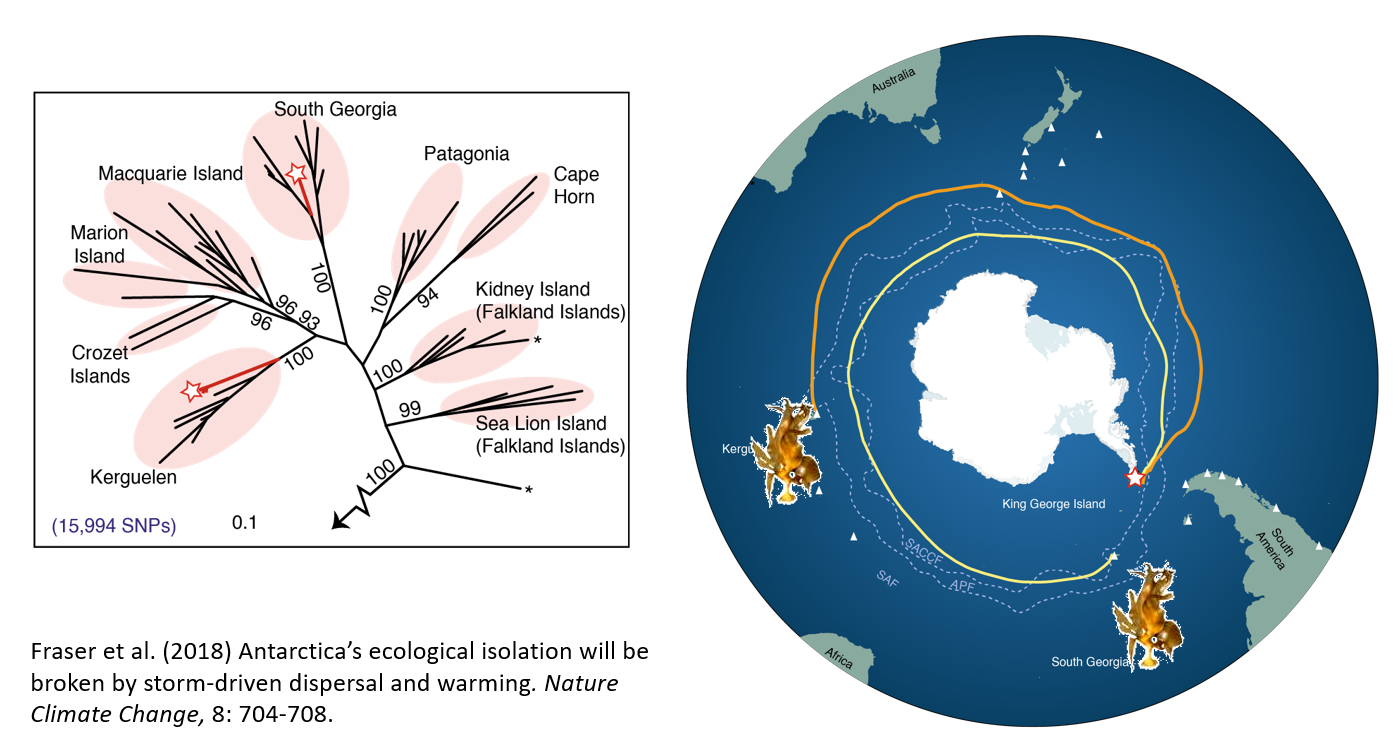 South Georgia
Macquarie Island
Patagonia
Cape
Horn
Marion
Island
Kidney Island
(Falkland Islands)
Crozet
Islands
Sea Lion Island
(Falkland Islands)
Kerguelen
100
100
94
96
96
93
100
100
*
99
100
*
(15,994 SNPs)
0.1
Fraser et al. (2018) Antarctica’s ecological isolation will be
broken by storm-driven dispersal and warming. Nature
Climate Change, 8: 704-708.
Australia
Kergu
King George Island
South
America
SACCF
SAF
APF
Africa
South Georgia